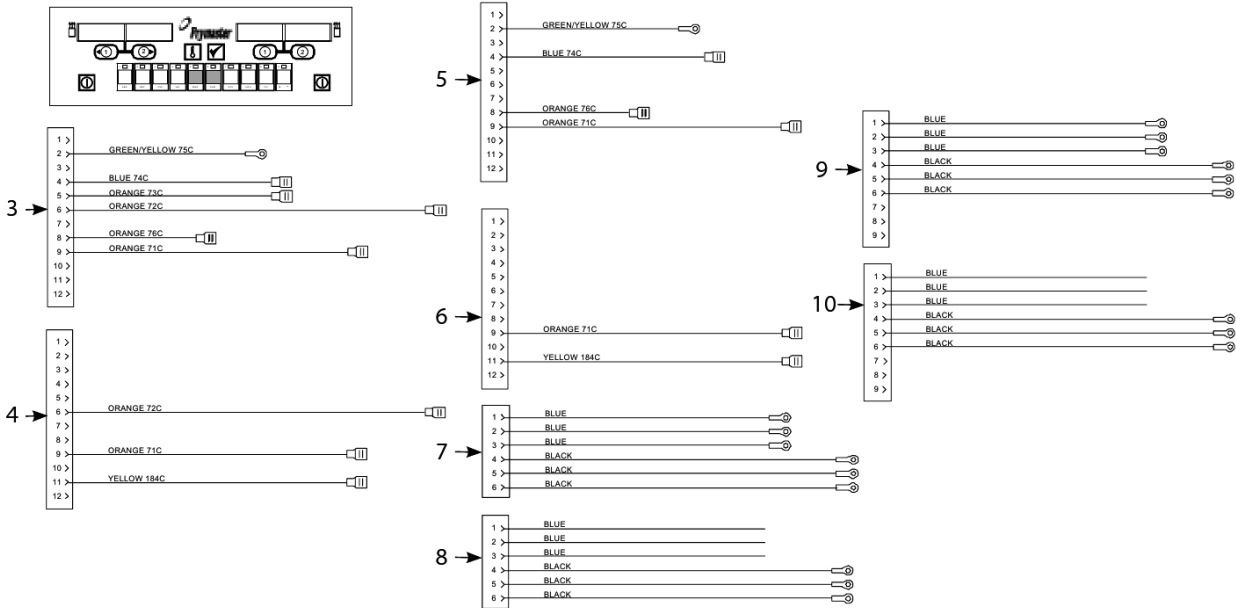 Frymaster
1 2 1 2
3
1
2 GREEN/YELLOW 75C
3
4 BLUE 74C
5 ORANGE 73C
6 ORANGE 72C
7
8 ORANGE 76C
9 ORANGE 71C
10
11
12
4
1
2
3
4
5
6 ORANGE 72C
7
8
9 ORANGE 71C
10
11 YELLOW 184C
12
5
1
2 GREEN/YELLOW 75C
3
4 BLUE 74C
5
6
7
8 ORANGE 76C
9 ORANGE 71C
10
11
12
6
1
2
3
4
5
6
7
8
9 ORANGE 71C
10
11 YELLOW 184C
12
7
1 BLUE
2 BLUE
3 BLUE
4 BLACK
5 BLACK
6 BLACK
8
1 BLUE
2 BLUE
3 BLUE
4 BLACK
5 BLACK
6 BLACK
9
1 BLUE
2 BLUE
3 BLUE
4 BLACK
5 BLACK
6 BLACK
7
8
9
10
1 BLUE
2 BLUE
3 BLUE
4 BLACK
5 BLACK
6 BLACK
7
8
9